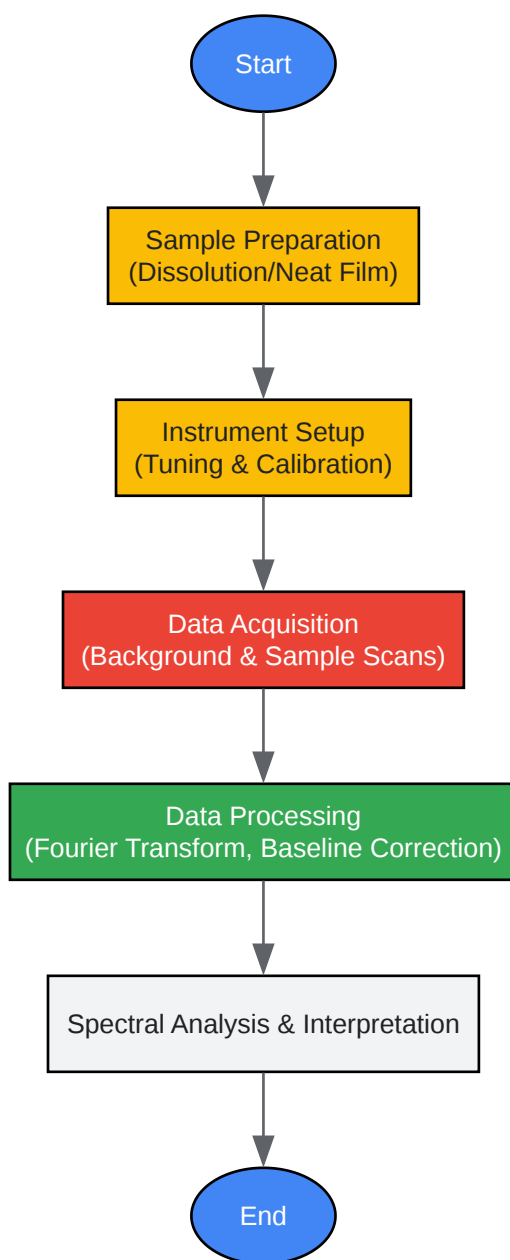 Start
Sample Preparation
(Dissolution/Neat Film)
Instrument Setup
(Tuning & Calibration)
Data Acquisition
(Background & Sample Scans)
Data Processing
(Fourier Transform, Baseline Correction)
Spectral Analysis & Interpretation
End